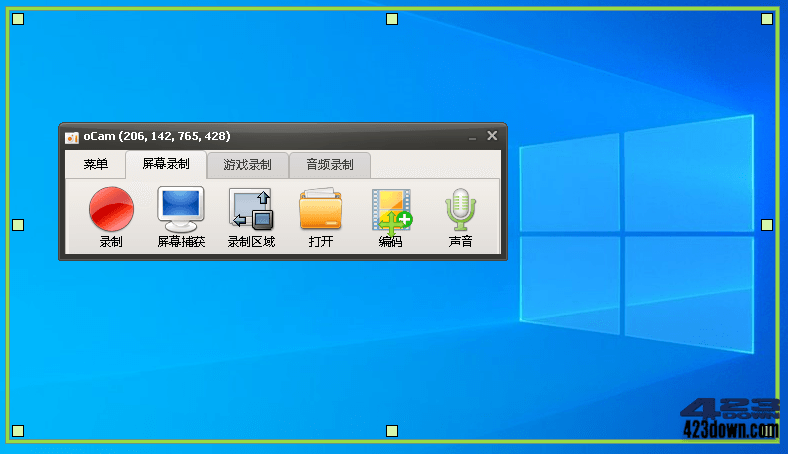 oCam (206, 142, 765, 428)
菜单 屏幕录制 游戏录制 音频录制
录制 屏幕捕获 录制区域 打开 编码 声音
423
DOWN
423down.com